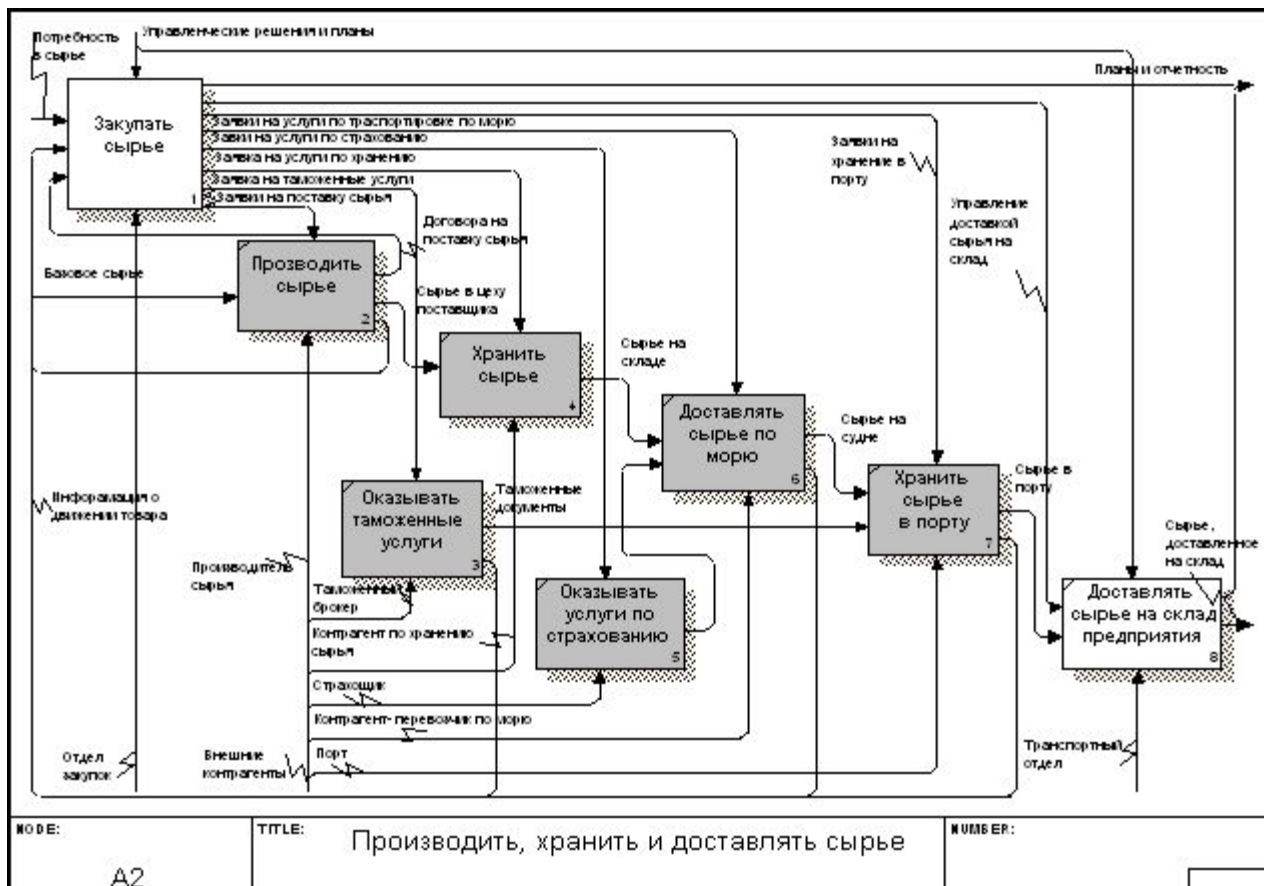 Потребность
в сырье
Управленческие решения и планы
Планы и отчетность
Закупать
сырье
1
Заявки на услуги по траспортировке по морю
Завки на услуги по страхованию
Заявка на услуги по хранению
Заявка на таможенные услуги
Заявки на поставку сырья
Заявки на
хранение в
порту
Управление
доставкой
сырья на
склад
Договора на
поставку сырья
Базовое сырье
Прозводить
сырье
2
Сырье в цеху
поставщика
Хранить
сырье
4
Сырье на
складе
Доставлять
сырье по
морю
6
Сырье на
судне
Хранить
сырье
в порту
7
Сырье в
порту
Информация о
движении товара
Оказывать
таможенные
услуги
3
Таможенные
документы
Производитель
сырья
Таможенный
брокер
Оказывать
услуги по
страхованию
5
Сырье,
доставленное
на склад
Доставлять
сырье на склад
предприятия
8
Контрагент по хранению
сырья
Страхощик
Контрагент-перевозчик по морю
Отдел
закупок
Внешние
контрагенты
Порт
Транспортный
отдел
NODE:
TITLE:
NUMBER:
Производить, хранить и доставлять сырье
A2